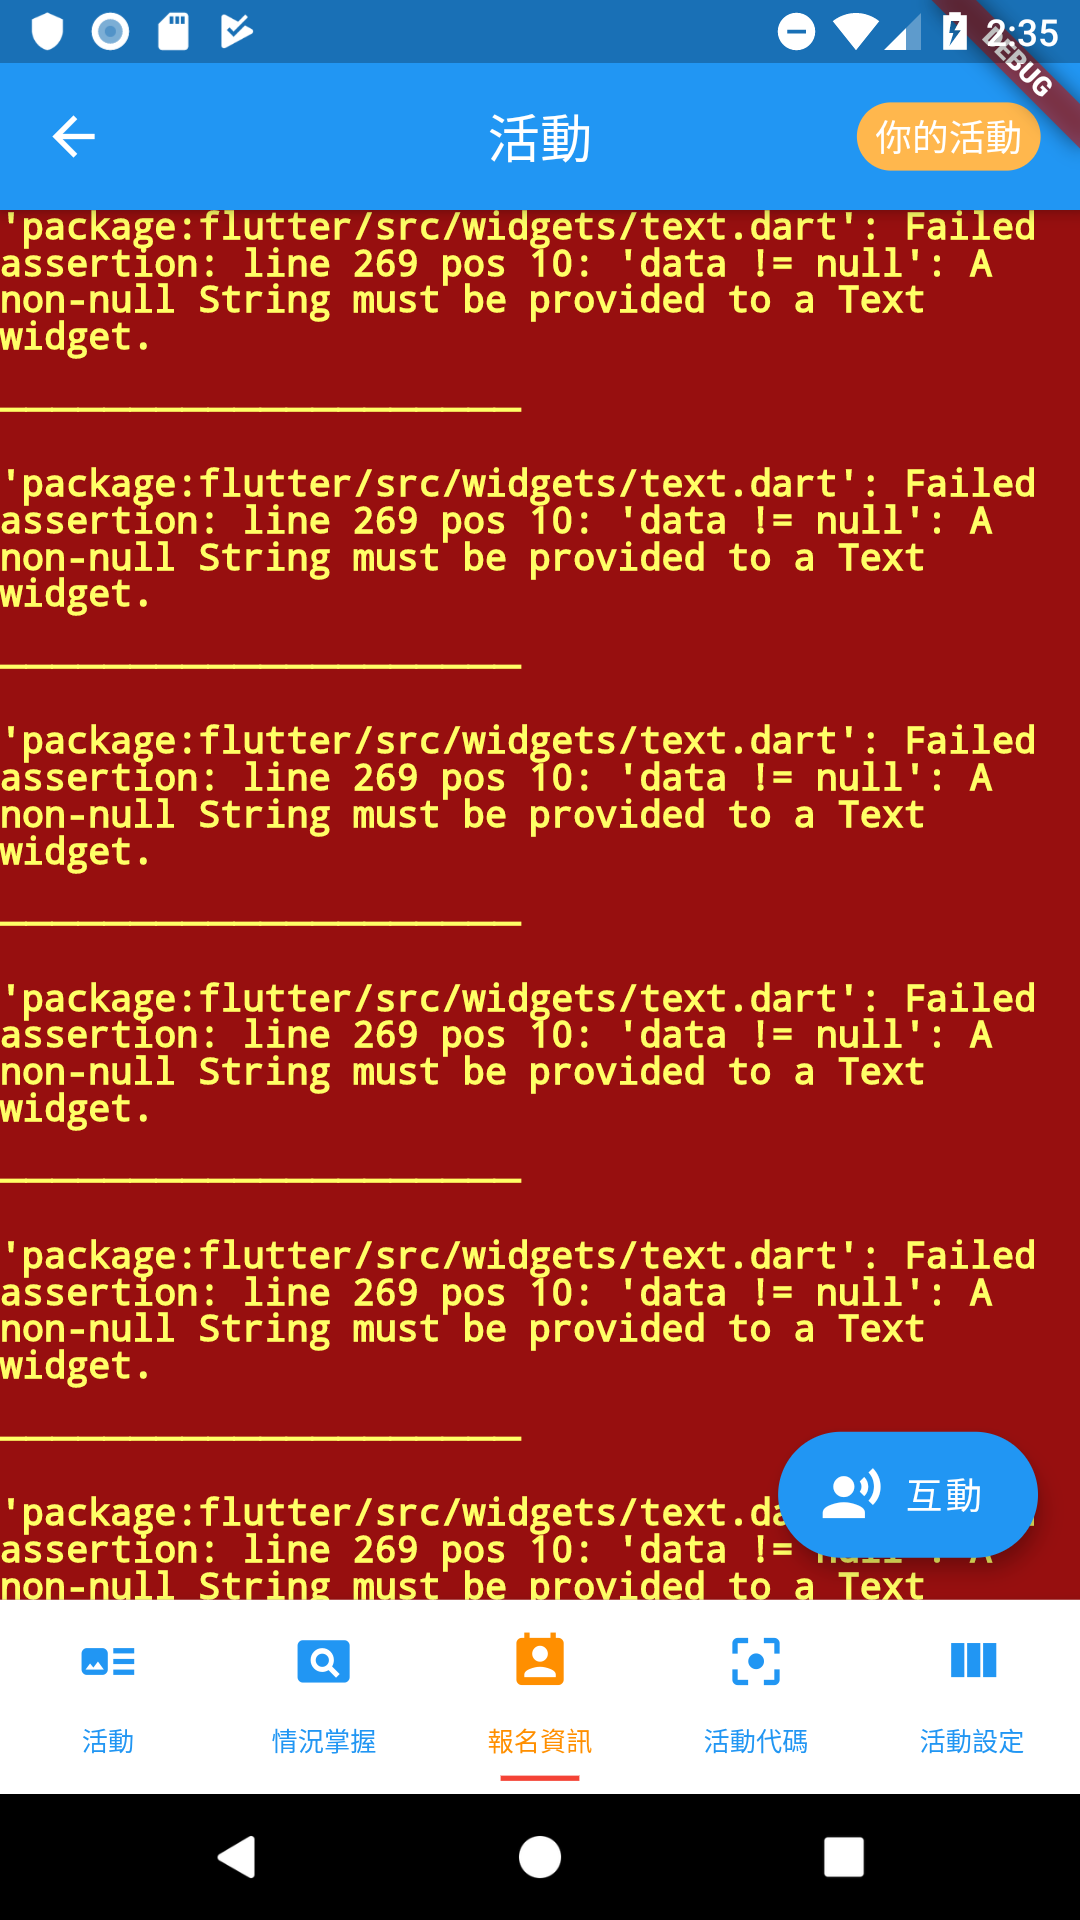 2:35
DEBUG
活動
你的活動
'package:flutter/src/widgets/text.dart': Failed
assertion: line 269 pos 10: 'data != null': A
non-null String must be provided to a Text
widget.
'package:flutter/src/widgets/text.dart': Failed
assertion: line 269 pos 10: 'data != null': A
non-null String must be provided to a Text
widget.
'package:flutter/src/widgets/text.dart': Failed
assertion: line 269 pos 10: 'data != null': A
non-null String must be provided to a Text
widget.
'package:flutter/src/widgets/text.dart': Failed
assertion: line 269 pos 10: 'data != null': A
non-null String must be provided to a Text
widget.
'package:flutter/src/widgets/text.dart': Failed
assertion: line 269 pos 10: 'data != null': A
non-null String must be provided to a Text
widget.
'package:flutter/src/widgets/text.da
assertion: line 269 pos 10: 'data !=
non-null String must be provided to a Text
互動
活動
情況掌握
報名資訊
活動代碼
活動設定